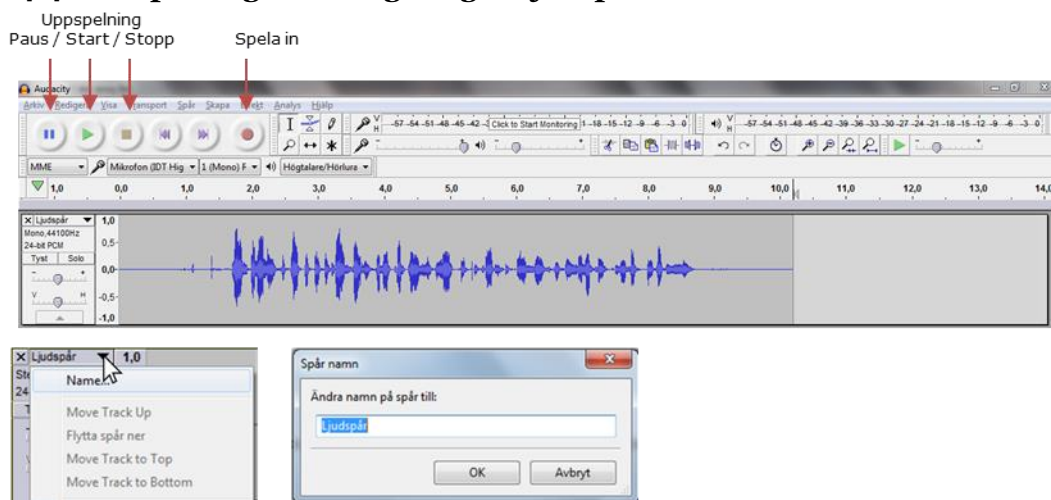 Uppspelning
Paus / Start / Stopp Spela in
Audacity
Arkiv Redigera Visa Transport Spår Skapa Effekt Analys Hjälp
-57 -54 -51 -48 -45 -42 Click to Start Monitoring -18 -15 -12 -9 -6 -3 0 V H -57 -54 -51 -48 -45 -42 -39 -36 -33 -30 -27 -24 -21 -18 -15 -12 -9 -6 -3 0
MME Mikrofon (IDT Hig 1 (Mono) F Högtalare/Hörlura
1,0 0,0 1,0 2,0 3,0 4,0 5,0 6,0 7,0 8,0 9,0 10,0 11,0 12,0 13,0 14,0
X Ljudspår 1,0
Mono,44100Hz
24-bit PCM 0,5
Tyst Solo
- + 0,0
V H -0,5
-1,0
X Ljudspår 1,0
Name...
Move Track Up
Flytta spår ner
Move Track to Top
Move Track to Bottom
Spår namn
Ändra namn på spår till:
Ljudspår
OK Avbryt